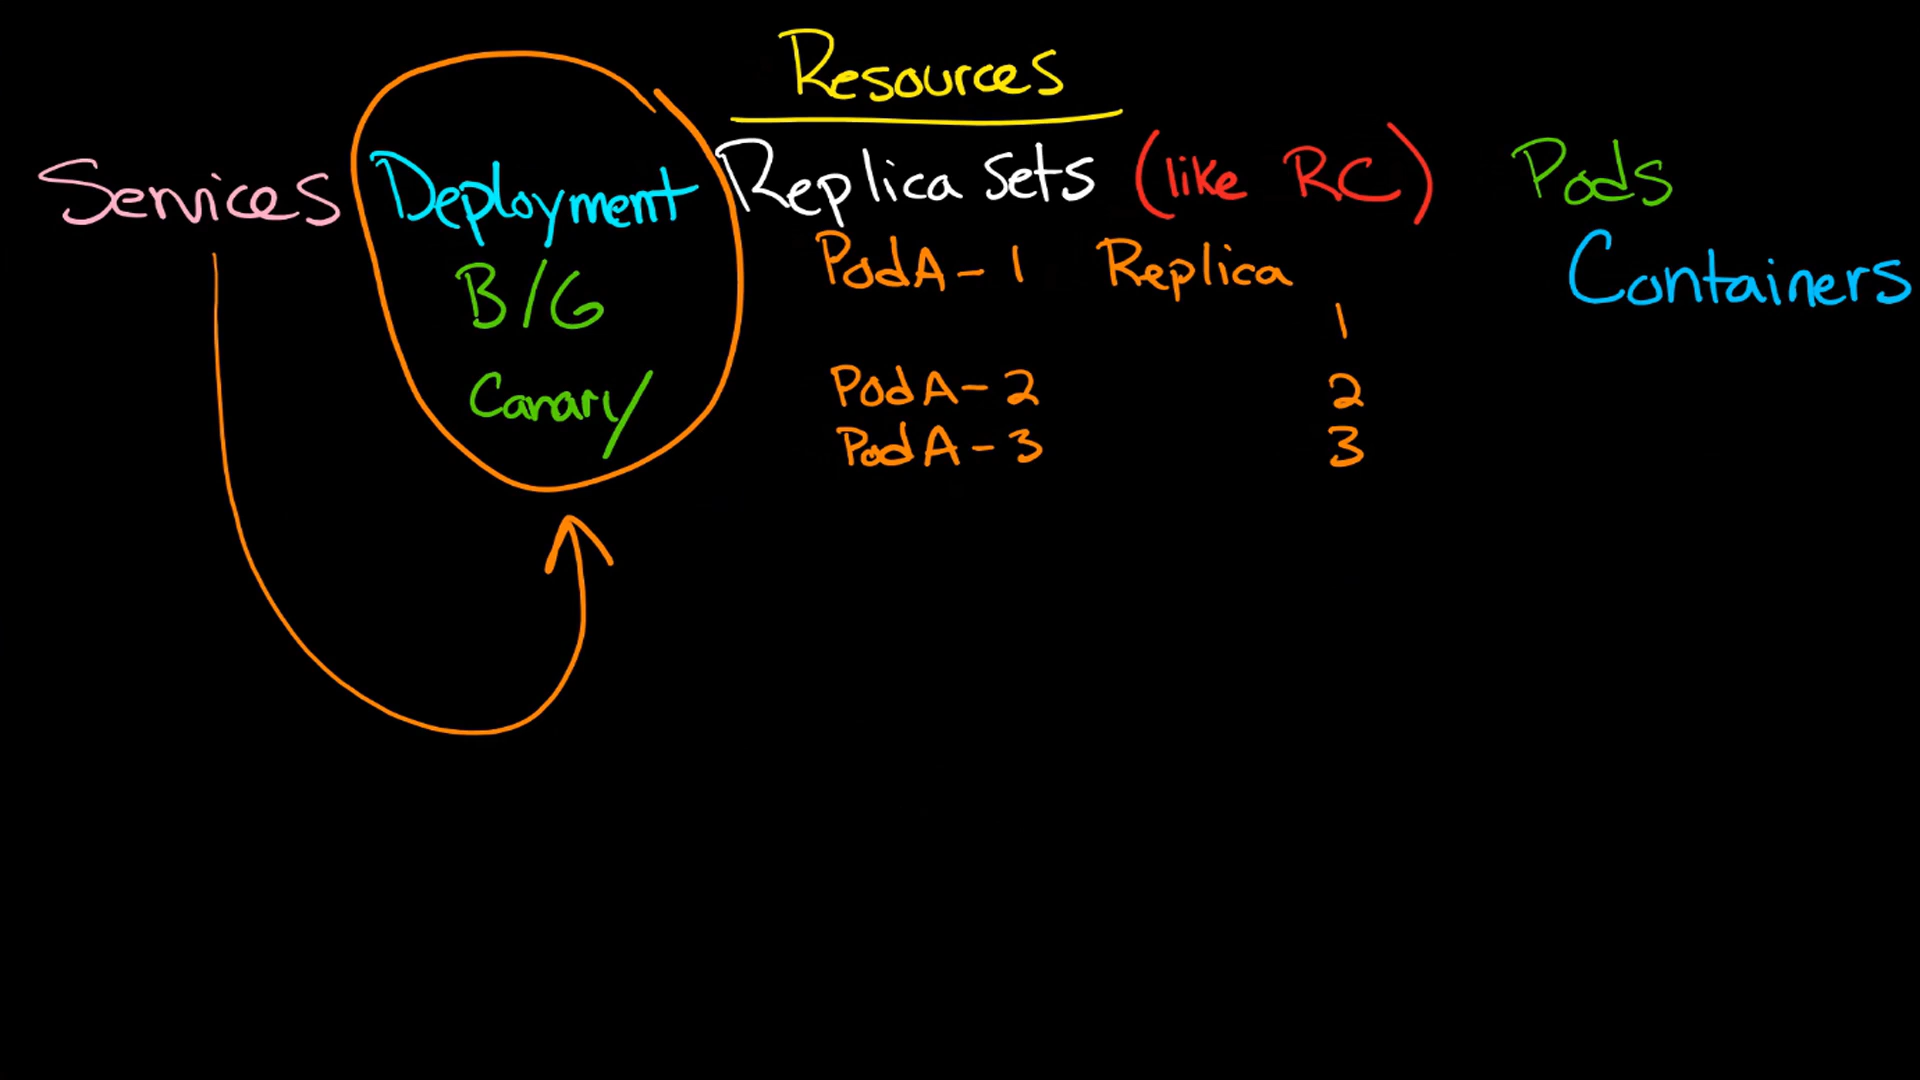 Resources
Services Deployment Replica sets (like RC) Pods
B/G PodA-1 Replica Containers
1
Canary PodA-2 2
PodA-3 3